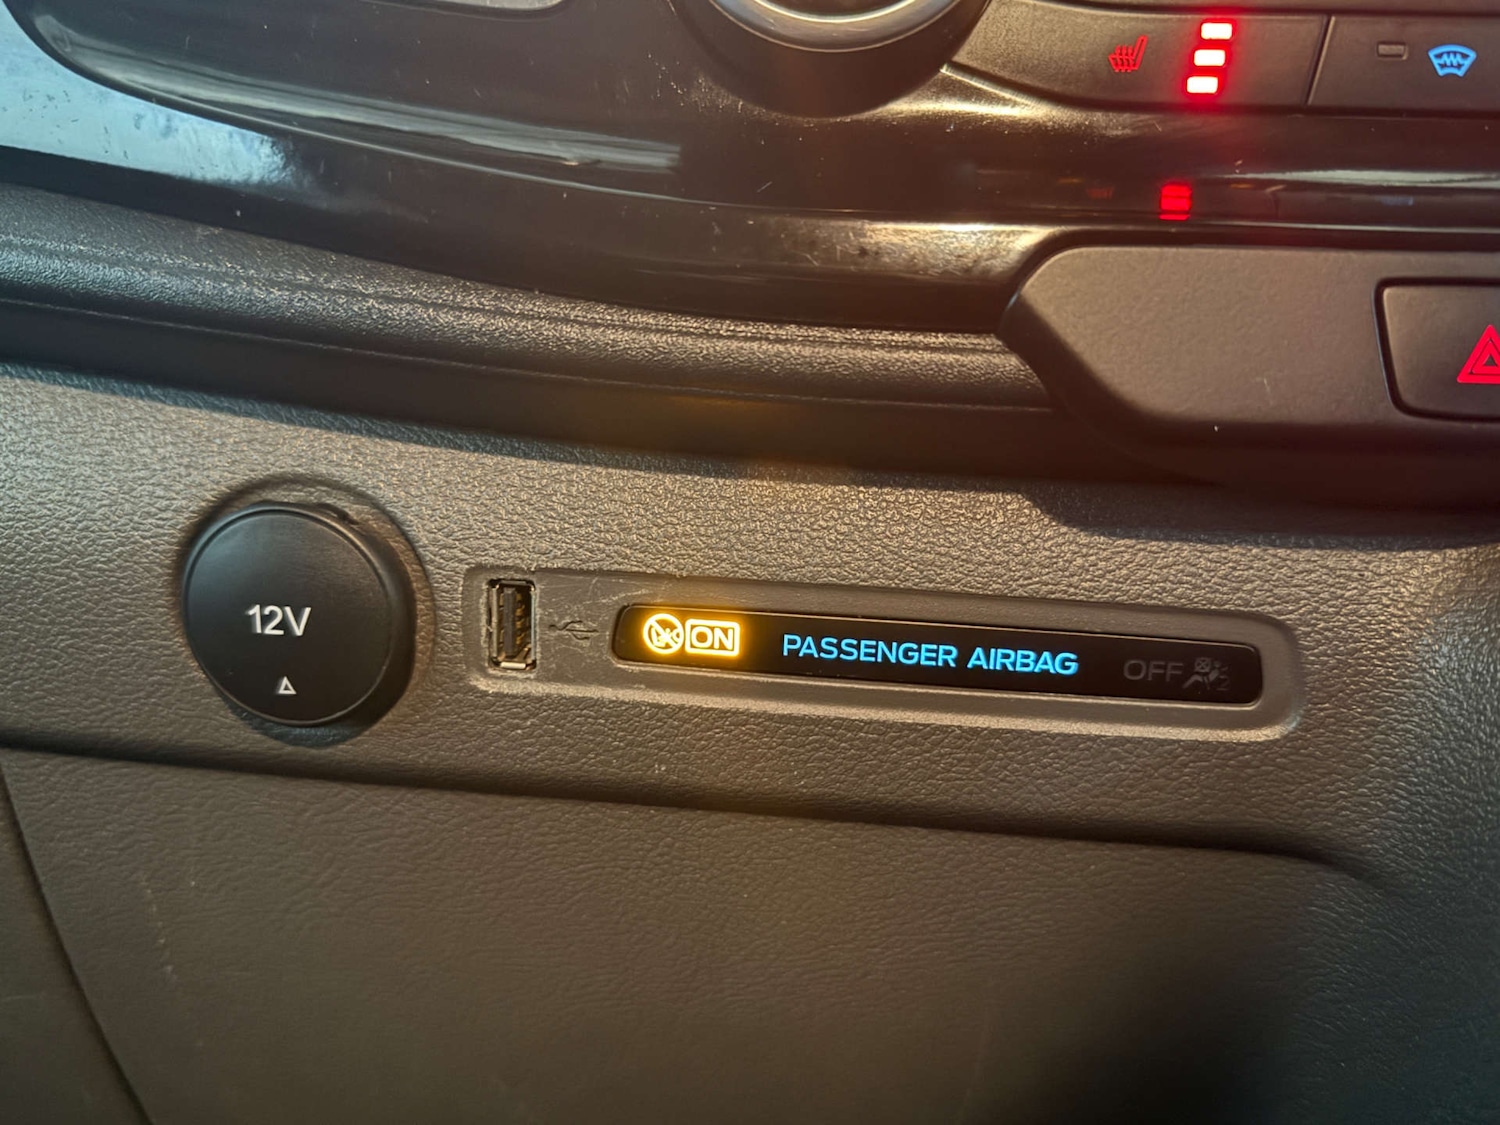 12V
ON PASSENGER AIRBAG OFF